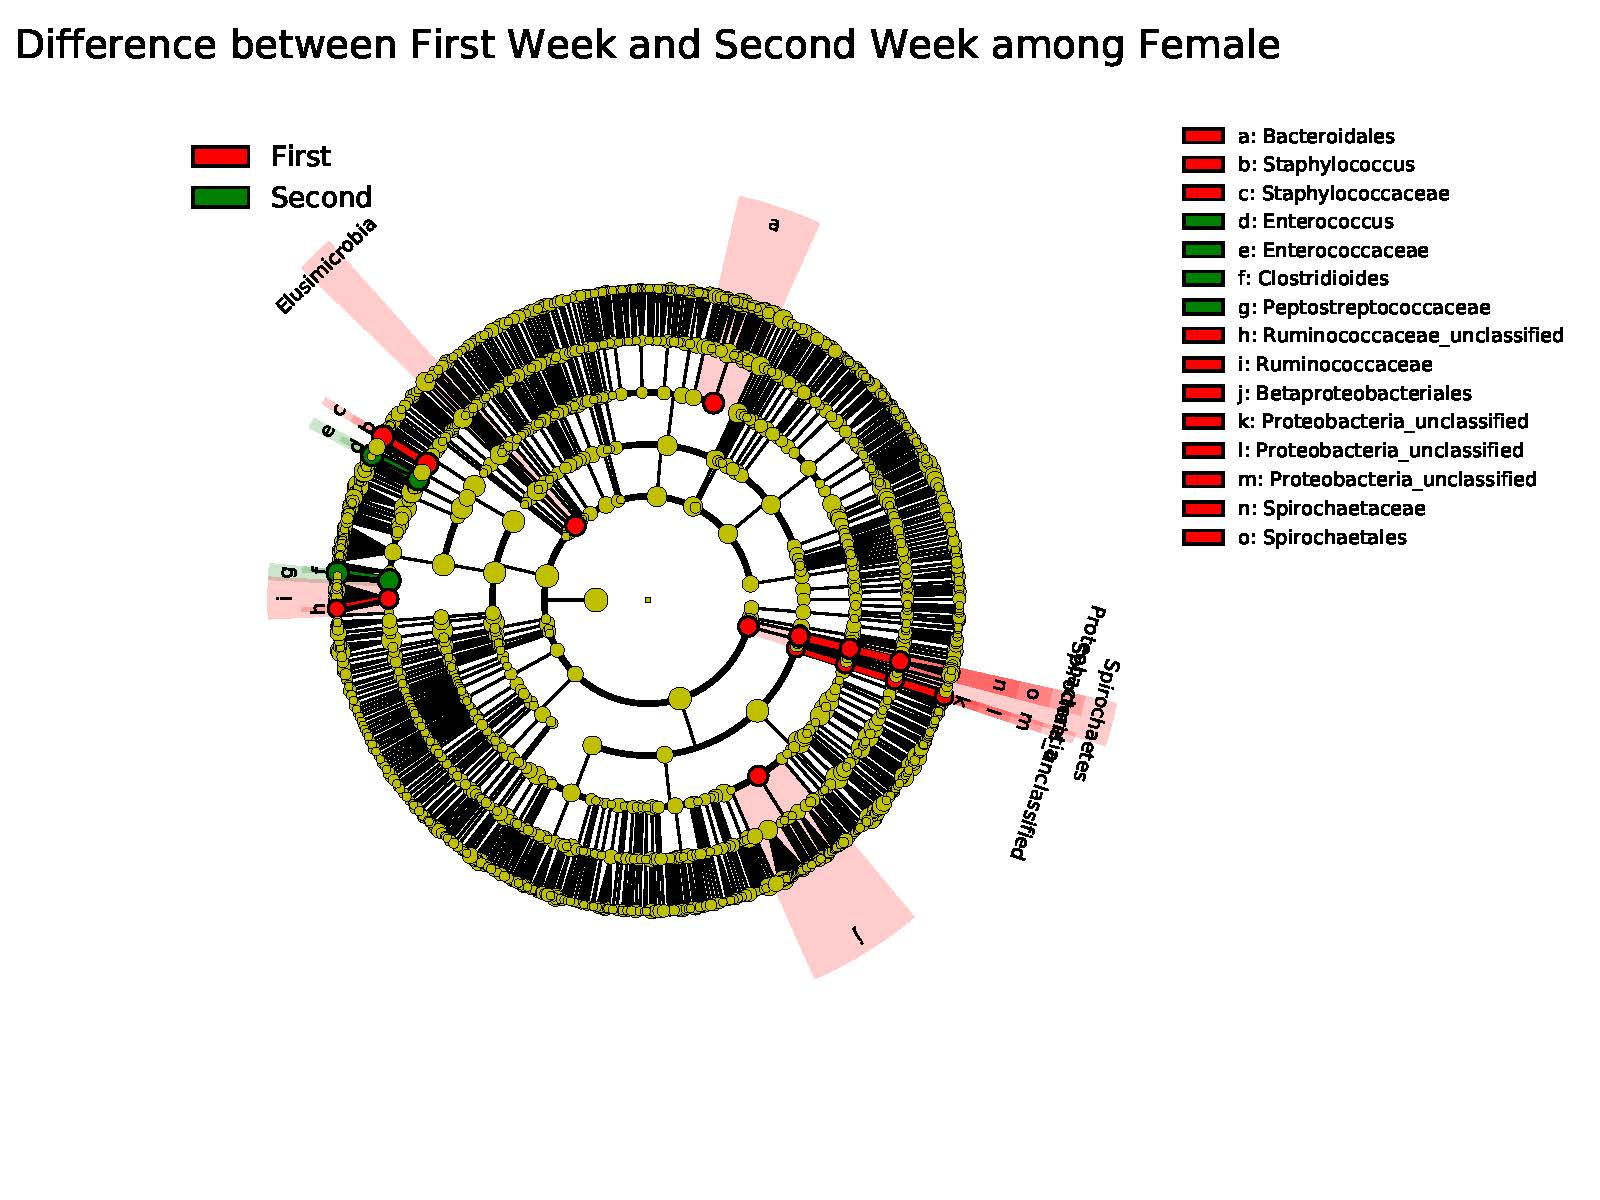 Difference between First Week and Second Week among Female
First
Second
a: Bacteroidales
b: Staphylococcus
c: Staphylococcaceae
d: Enterococcus
e: Enterococcaceae
f: Clostridioides
g: Peptostreptococcaceae
h: Ruminococcaceae_unclassified
i: Ruminococcaceae
j: Betaproteobacteriales
k: Proteobacteria_unclassified
l: Proteobacteria_unclassified
m: Proteobacteria_unclassified
n: Spirochaetaceae
o: Spirochaetales
a
Elusimicrobia
c
b
e
d
g
f
i
h
n
o
k
l
m
Spirochaetes
j